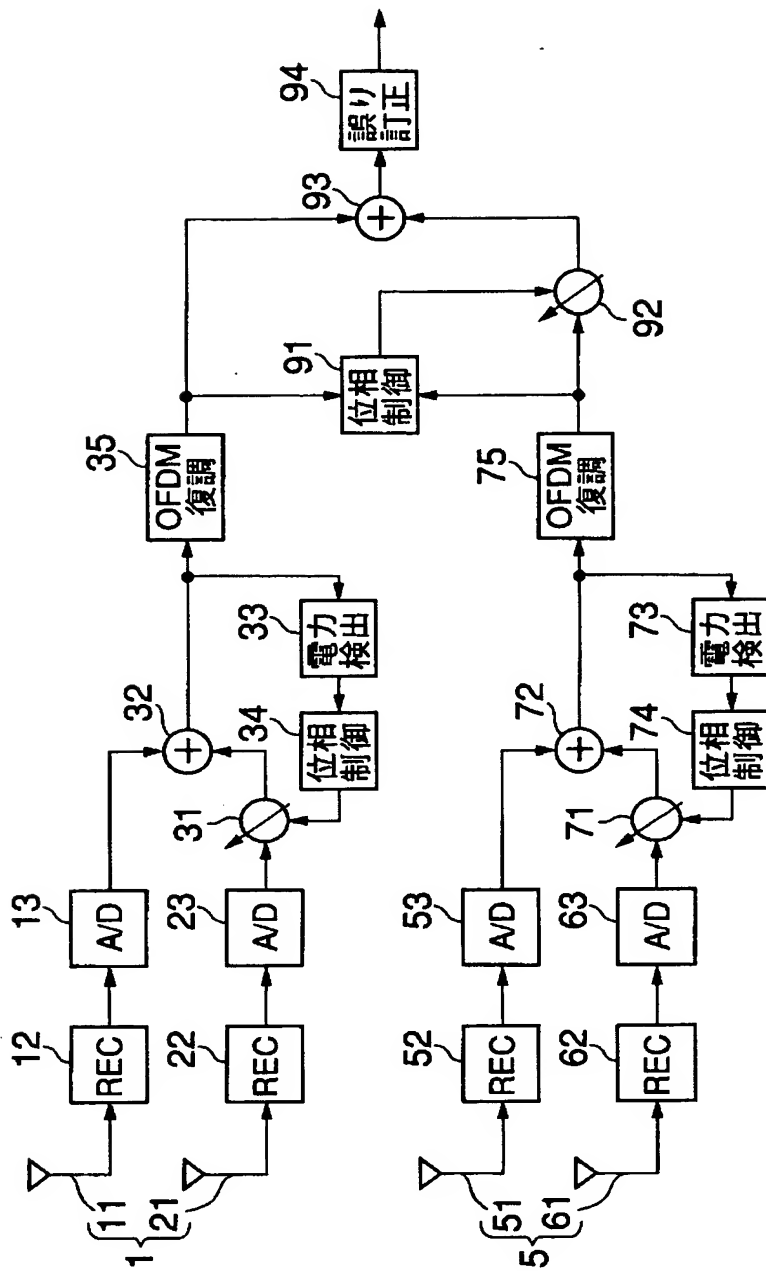 11
12
REC
13
A/D
1
21
22
REC
23
A/D
31
32
34
位相
制御
33
電力
検出
35
OFDM
復調
51
52
REC
53
A/D
5
61
62
REC
63
A/D
71
72
74
位相
制御
73
電力
検出
75
OFDM
復調
91
位相
制御
92
93
94
誤り
訂正